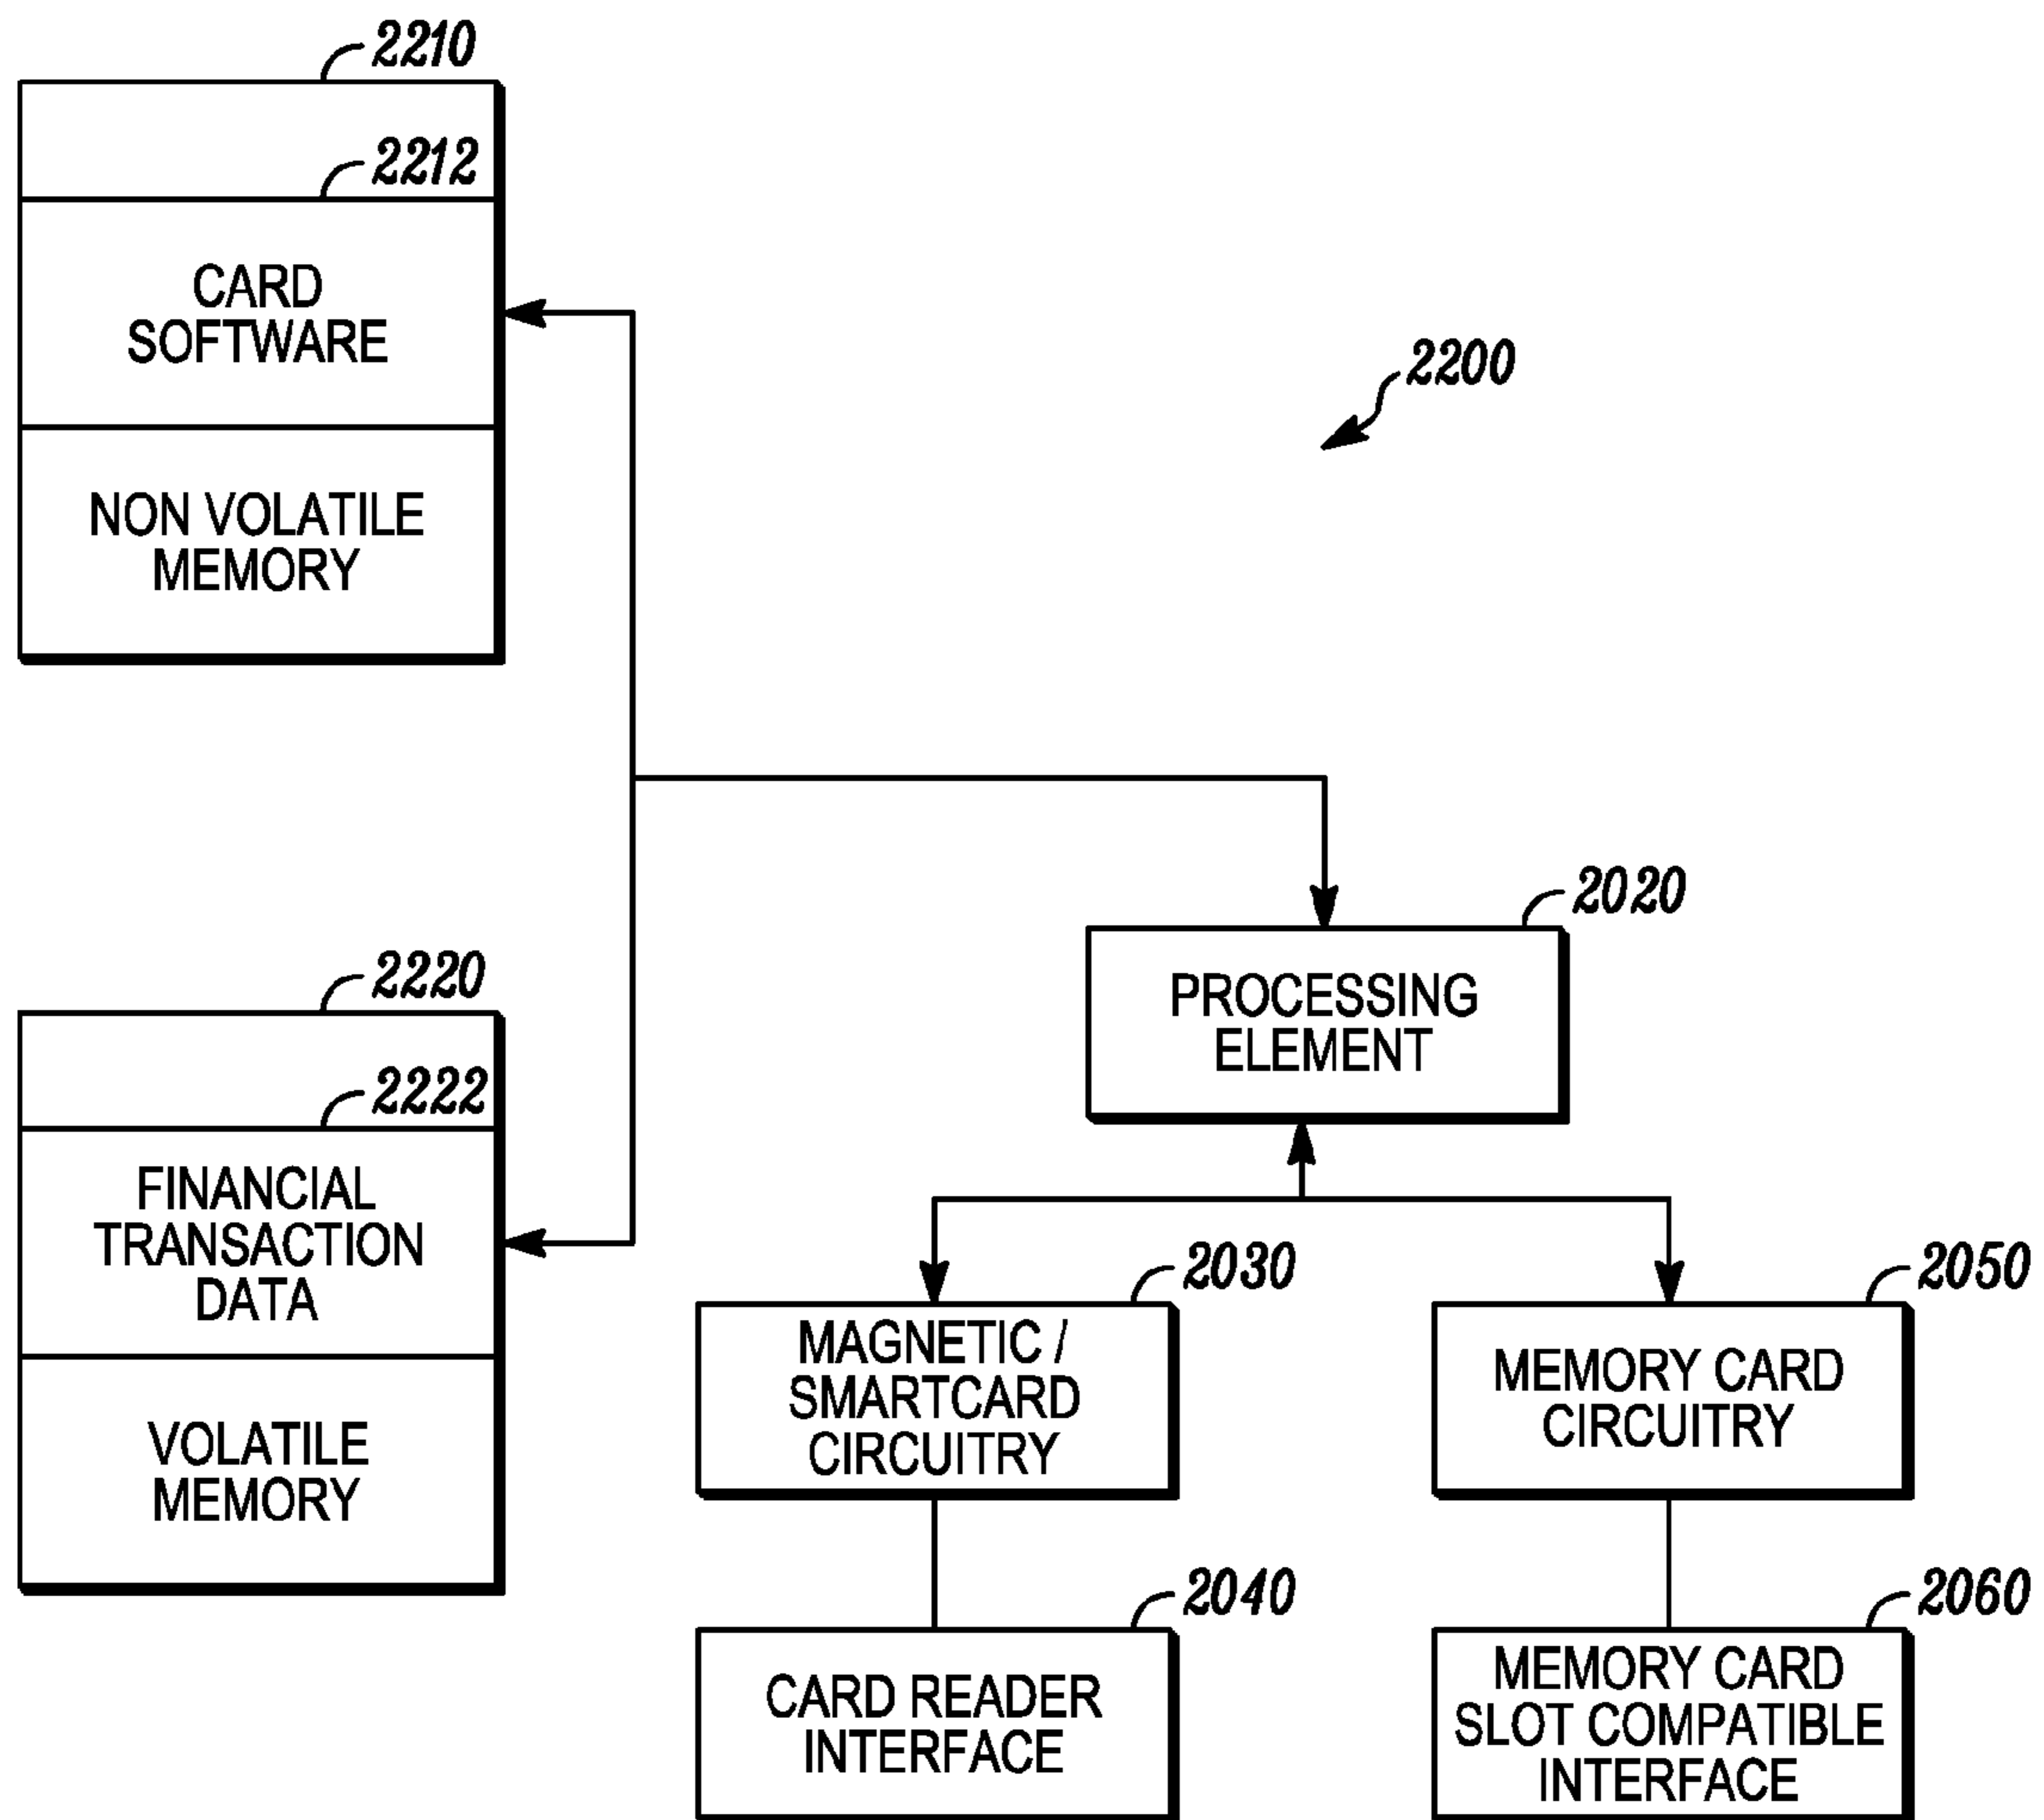 2210
2212
CARD
SOFTWARE
NON VOLATILE
MEMORY
2200
2020
PROCESSING
ELEMENT
2220
2222
FINANCIAL
TRANSACTION
DATA
VOLATILE
MEMORY
2030
MAGNETIC /
SMARTCARD
CIRCUITRY
2050
MEMORY CARD
CIRCUITRY
2040
CARD READER
INTERFACE
2060
MEMORY CARD
SLOT COMPATIBLE
INTERFACE